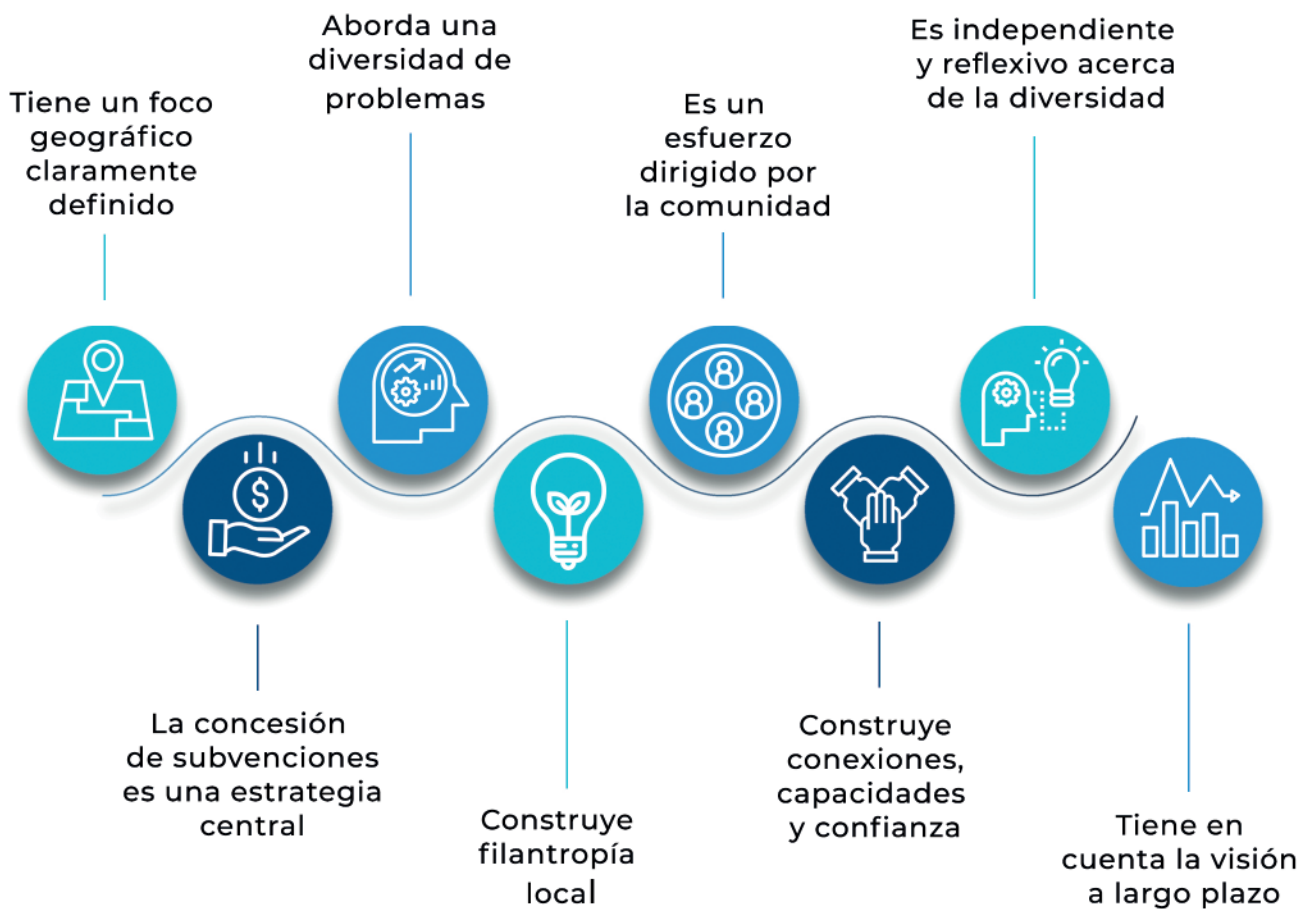 Tiene un foco
geográfico
claramente
definido
La concesión
de subvenciones
es una estrategia
central
Aborda una
diversidad de
problemas
Construye
filantropía
local
Es un
esfuerzo
dirigido por
la comunidad
Construye
conexiones,
capacidades
y confianza
Es independiente
y reflexivo acerca
de la diversidad
Tiene en
cuenta la visión
a largo plazo
$